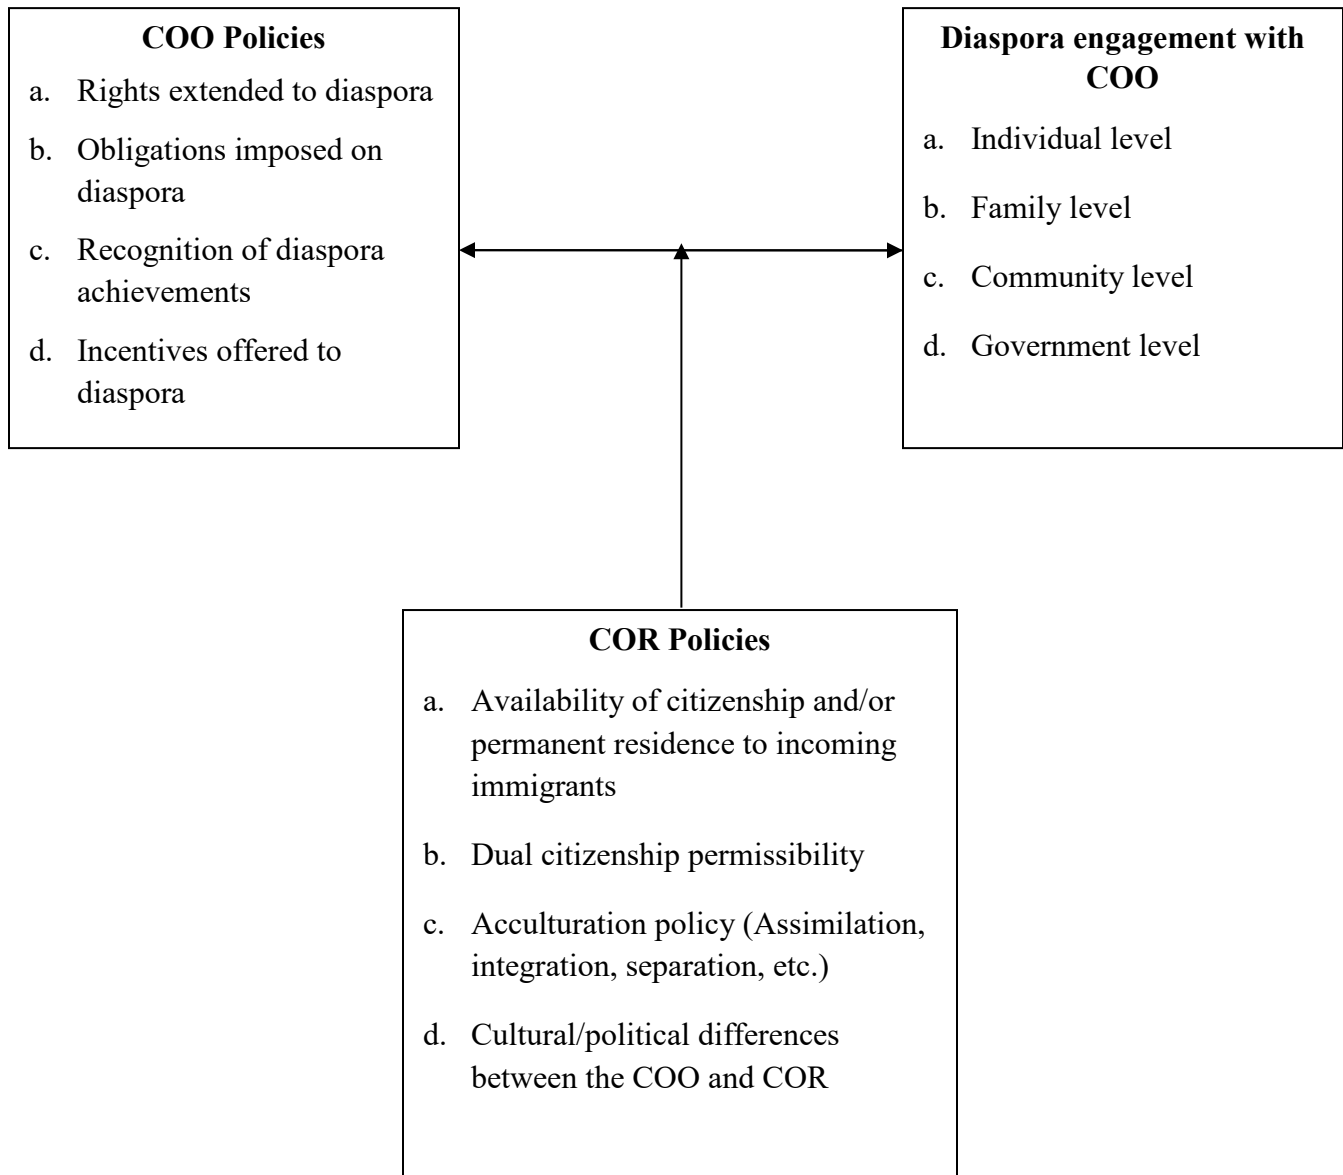 COO Policies
a. Rights extended to diaspora
b. Obligations imposed on
diaspora
c. Recognition of diaspora
achievements
d. Incentives offered to
diaspora
Diaspora engagement with
COO
a. Individual level
b. Family level
c. Community level
d. Government level
COR Policies
a. Availability of citizenship and/or
permanent residence to incoming
immigrants
b. Dual citizenship permissibility
c. Acculturation policy (Assimilation,
integration, separation, etc.)
d. Cultural/political differences
between the COO and COR